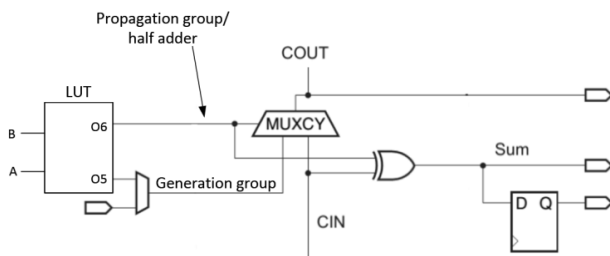 Propagation group/
half adder
COUT
LUT
O6
MUXCY
B
Sum
A
O5
Generation group
D Q
CIN